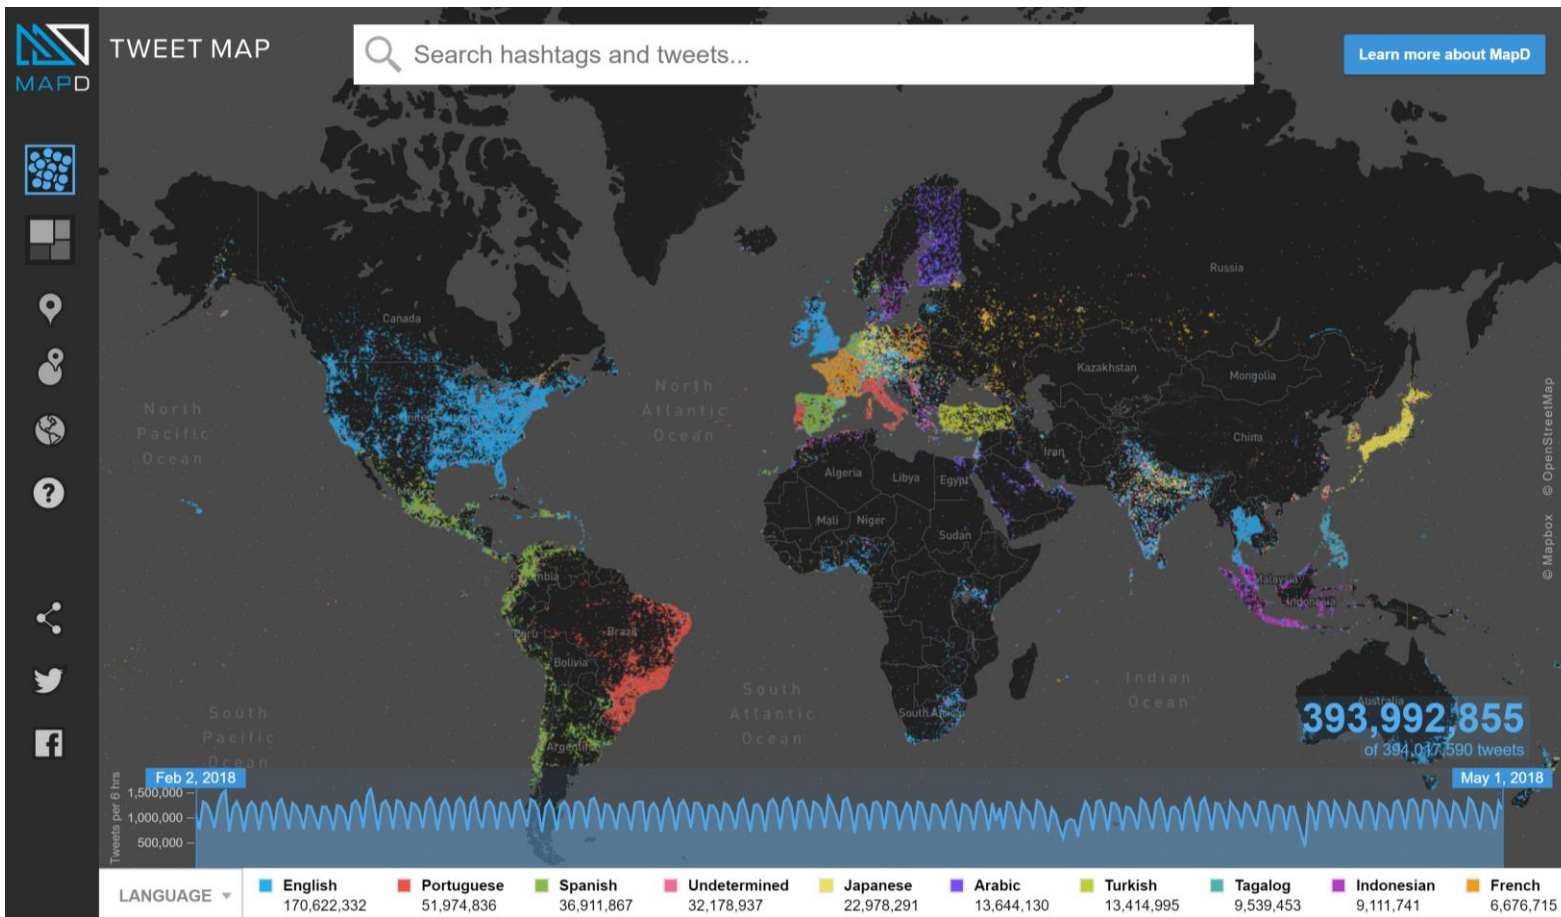 MAPD
TWEET MAP
Search hashtags and tweets...
Learn more about MapD
Russia
Canada
Kazakhstan
Mongolia
North
Atlantic
Ocean
North
Pacific
Ocean
China
Iran
Algeria
Libya
Egypt
Mali
Niger
Sudan
Malaysia
Indonesia
Colombia
Peru
Brazil
Bolivia
Indian
Ocean
South
Atlantic
Ocean
South Africa
South
Pacific
Ocean
Argentina
Australia
© Mapbox © OpenStreetMap
393,992,855
of 394,017,590 tweets
Feb 2, 2018
May 1, 2018
Tweets per 6 hrs
1,500,000
1,000,000
500,000
LANGUAGE
English
170,622,332
Portuguese
51,974,836
Spanish
36,911,867
Undetermined
32,178,937
Japanese
22,978,291
Arabic
13,644,130
Turkish
13,414,995
Tagalog
9,539,453
Indonesian
9,111,741
French
6,676,715